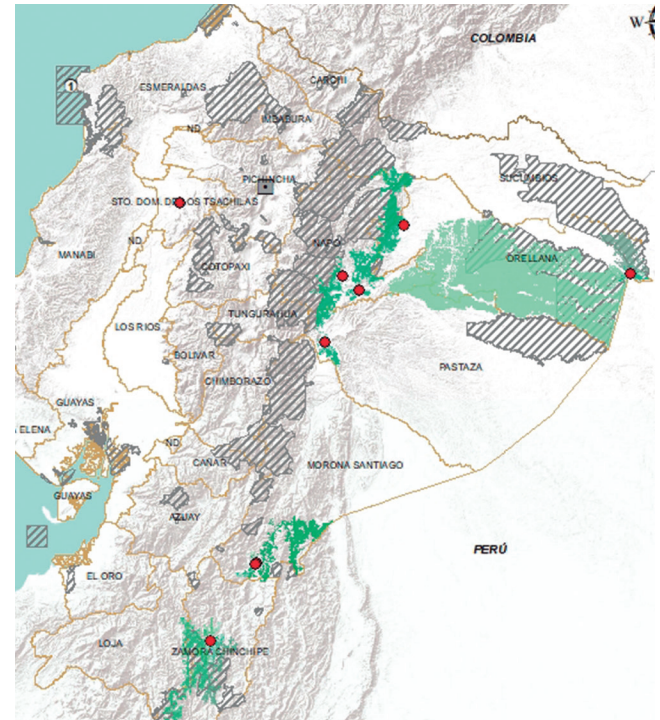 W
COLOMBIA
CARCHI
ESMERALDAS
1
IMBABURA
ND
PICHINCHA
SUCUMBIOS
STO. DOM. DE LOS TSACHILAS
NAPO
ND
MANABI
COTOPAXI
ORELLANA
TUNGURAHUA
LOS RIOS
BOLIVAR
PASTAZA
CHIMBORAZO
GUAYAS
A ELENA
ND
CAÑAR
MORONA SANTIAGO
GUAYAS
AZUAY
PERÚ
EL ORO
LOJA
ZAMORA CHINCHIPE